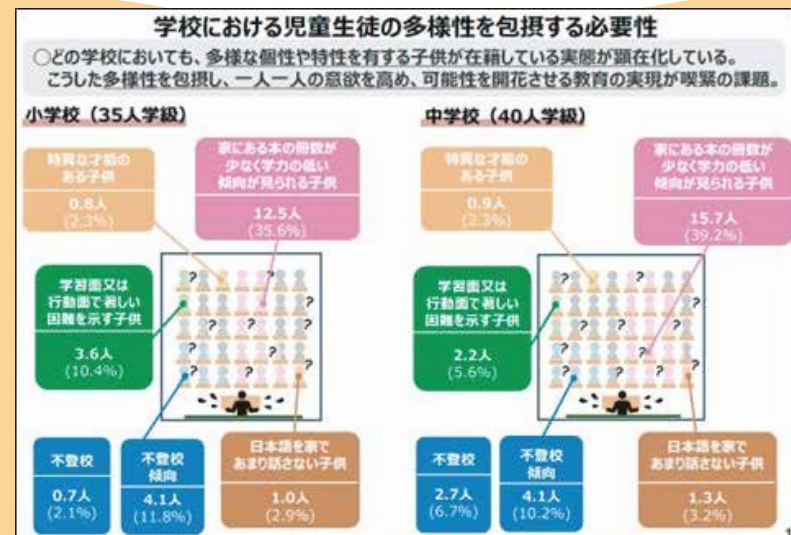 学校における児童生徒の多様性を包摂する必要性
○どの学校においても、多様な個性や特性を有する子供が在籍している実態が顕在化している。
こうした多様性を包摂し、一人一人の意欲を高め、可能性を開花させる教育の実現が喫緊の課題。
小学校（35人学級）
特異な才能の
ある子供
0.8人
(2.3%)
家にある本の冊数が
少なく学力の低い
傾向が見られる子供
12.5人
(35.6%)
学習面又は
行動面で著しい
困難を示す子供
3.6人
(10.4%)
不登校
0.7人
(2.1%)
不登校
傾向
4.1人
(11.8%)
日本語を家で
あまり話さない子供
1.0人
(2.9%)
中学校（40人学級）
特異な才能の
ある子供
0.9人
(2.3%)
家にある本の冊数が
少なく学力の低い
傾向が見られる子供
15.7人
(39.2%)
学習面又は
行動面で著しい
困難を示す子供
2.2人
(5.6%)
不登校
2.7人
(6.7%)
不登校
傾向
4.1人
(10.2%)
日本語を家で
あまり話さない子供
1.3人
(3.2%)